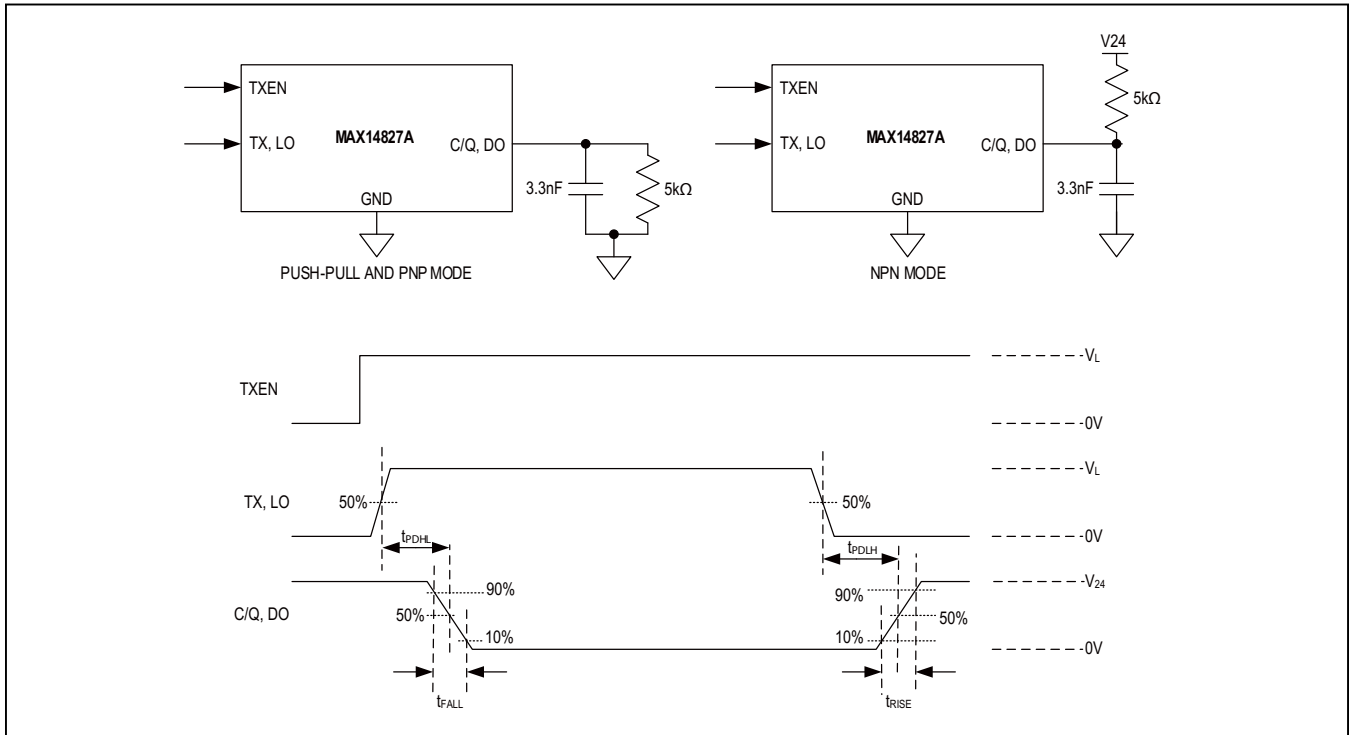 V24
TXEN
TX, LO
MAX14827A
C/Q, DO
GND
3.3nF
5kΩ
PUSH-PULL AND PNP MODE
TXEN
TX, LO
MAX14827A
C/Q, DO
GND
5kΩ
3.3nF
NPN MODE
TXEN
VL
0V
TX, LO
50%
50%
VL
0V
tPDHL
tPDLH
C/Q, DO
90%
50%
10%
90%
50%
10%
V24
0V
tFALL
tRISE